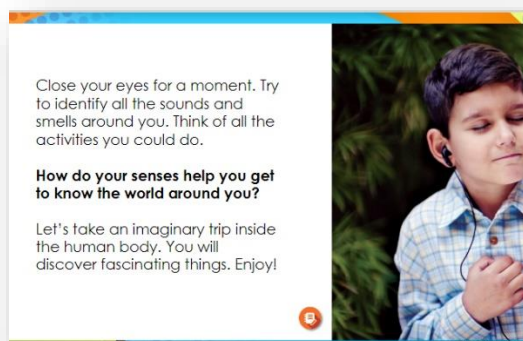 Close your eyes for a moment. Try
to identify all the sounds and
smells around you. Think of all the
activities you could do.
How do your senses help you get
to know the world around you?
Let's take an imaginary trip inside
the human body. You will
discover fascinating things. Enjoy!